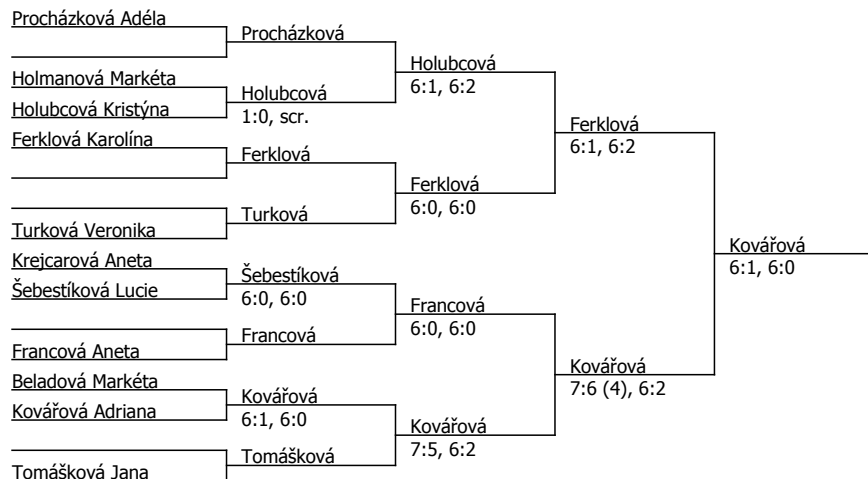 Procházková Adéla
Holmanová Markéta
Holubcová Kristýna
Ferklová Karolína
Turková Veronika
Krejcarová Aneta
Šebestíková Lucie
Francová Aneta
Beladová Markéta
Kovářová Adriana
Tomášková Jana
Procházková
Holubcová
1:0, scr.
Ferklová
Turková
Šebestíková
6:0, 6:0
Francová
Kovářová
6:1, 6:0
Tomášková
Holubcová
6:1, 6:2
Ferklová
6:0, 6:0
Francová
6:0, 6:0
Kovářová
7:5, 6:2
Ferklová
6:1, 6:2
Kovářová
7:6 (4), 6:2
Kovářová
6:1, 6:0